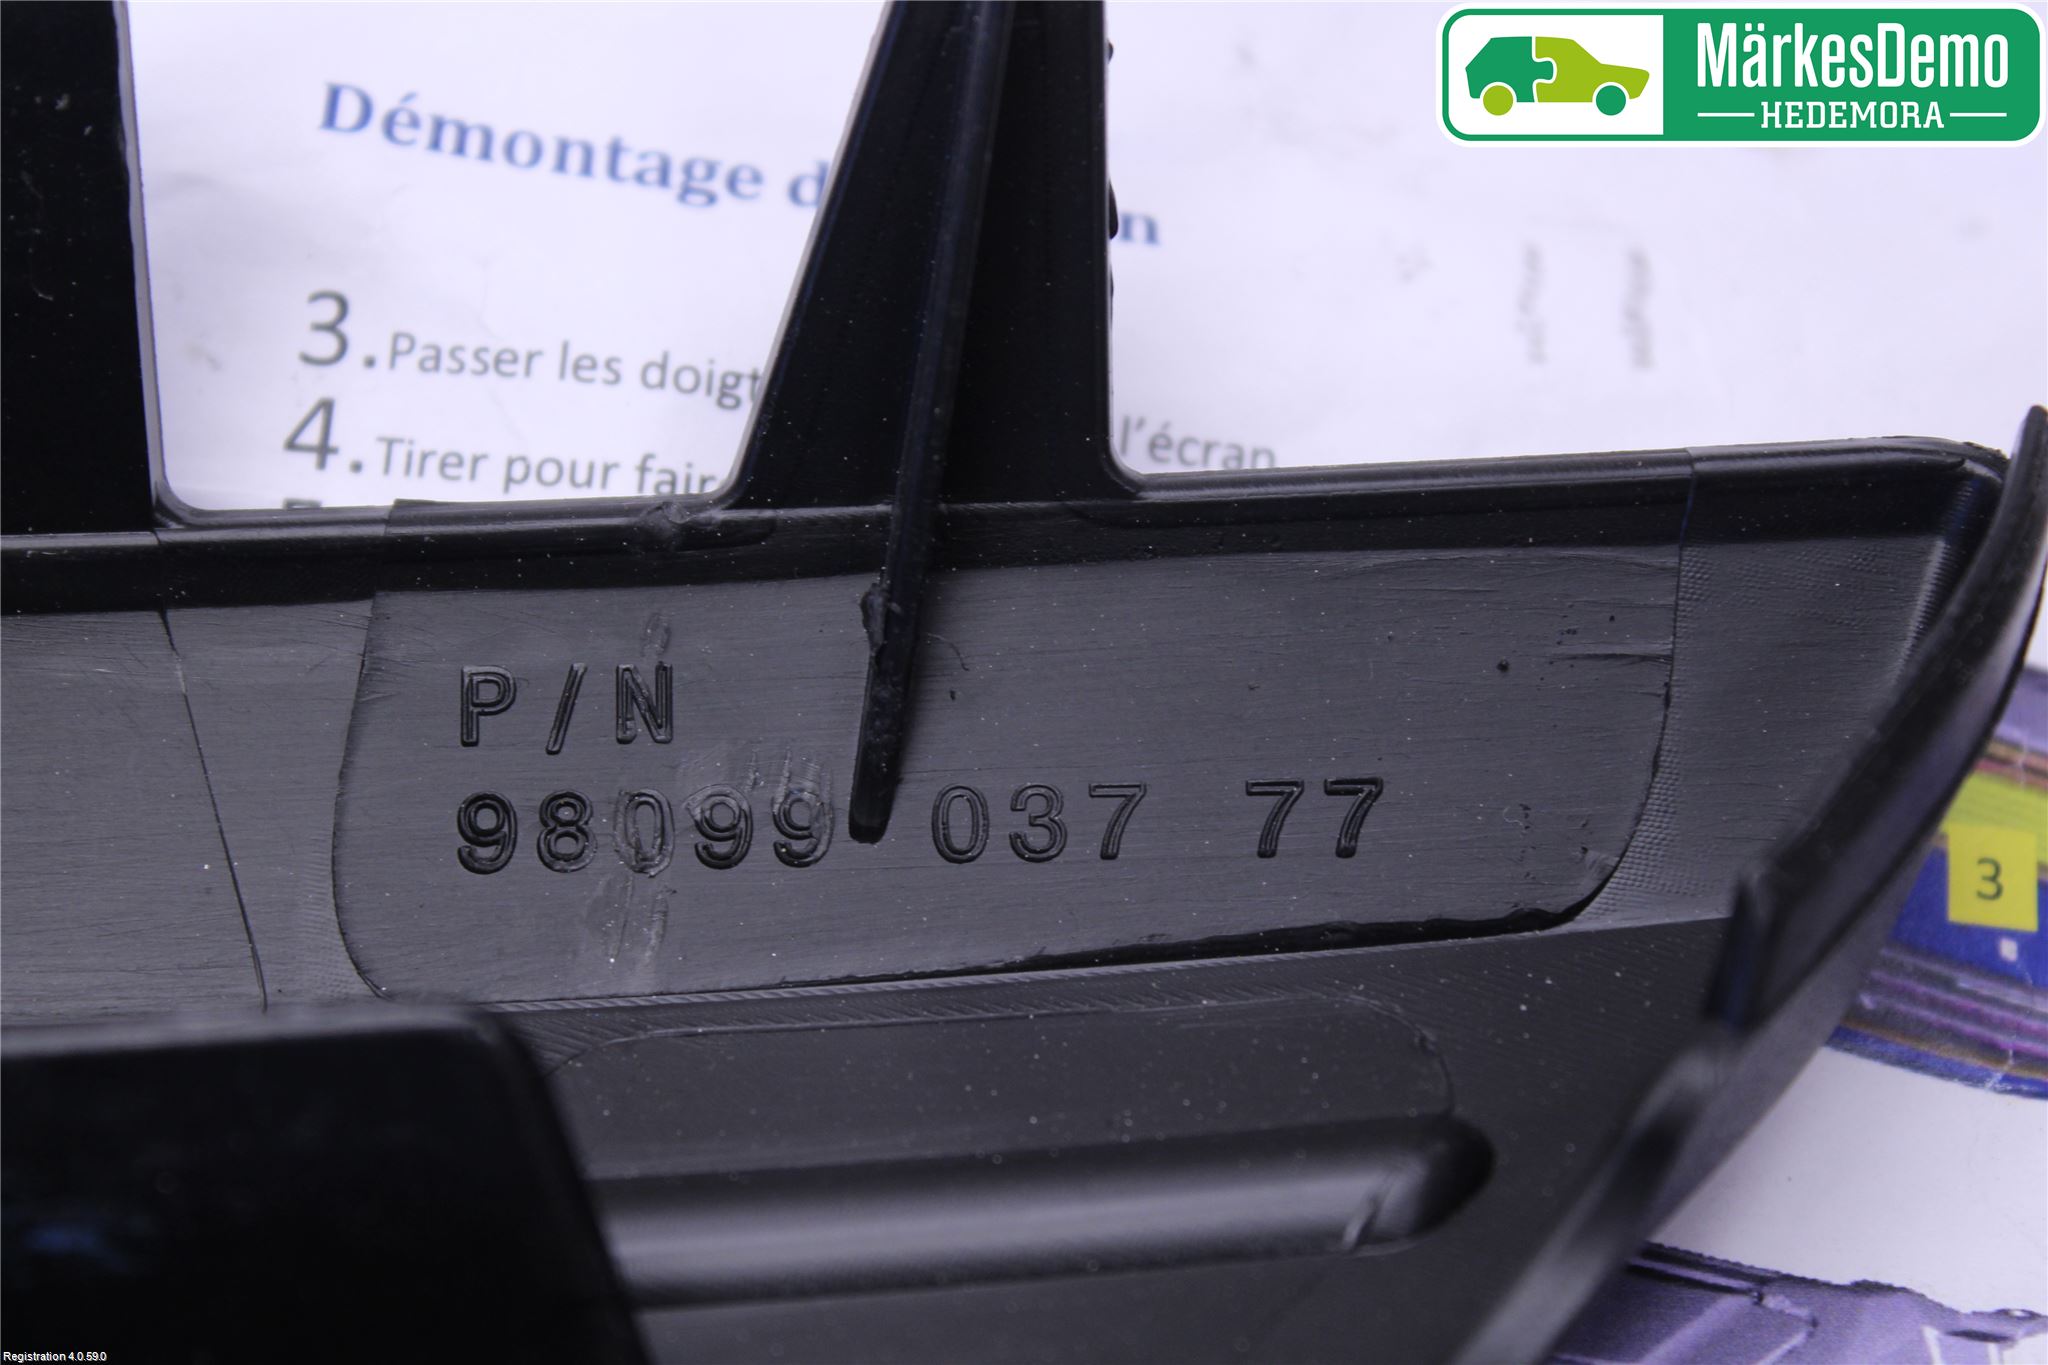 MärkesDemo
HEDEMORA
Démontage
3. Passer les doigt
4. Tirer pour fair
l'écran
P/N
98099 037 77
3
Registration 4.0.59.0